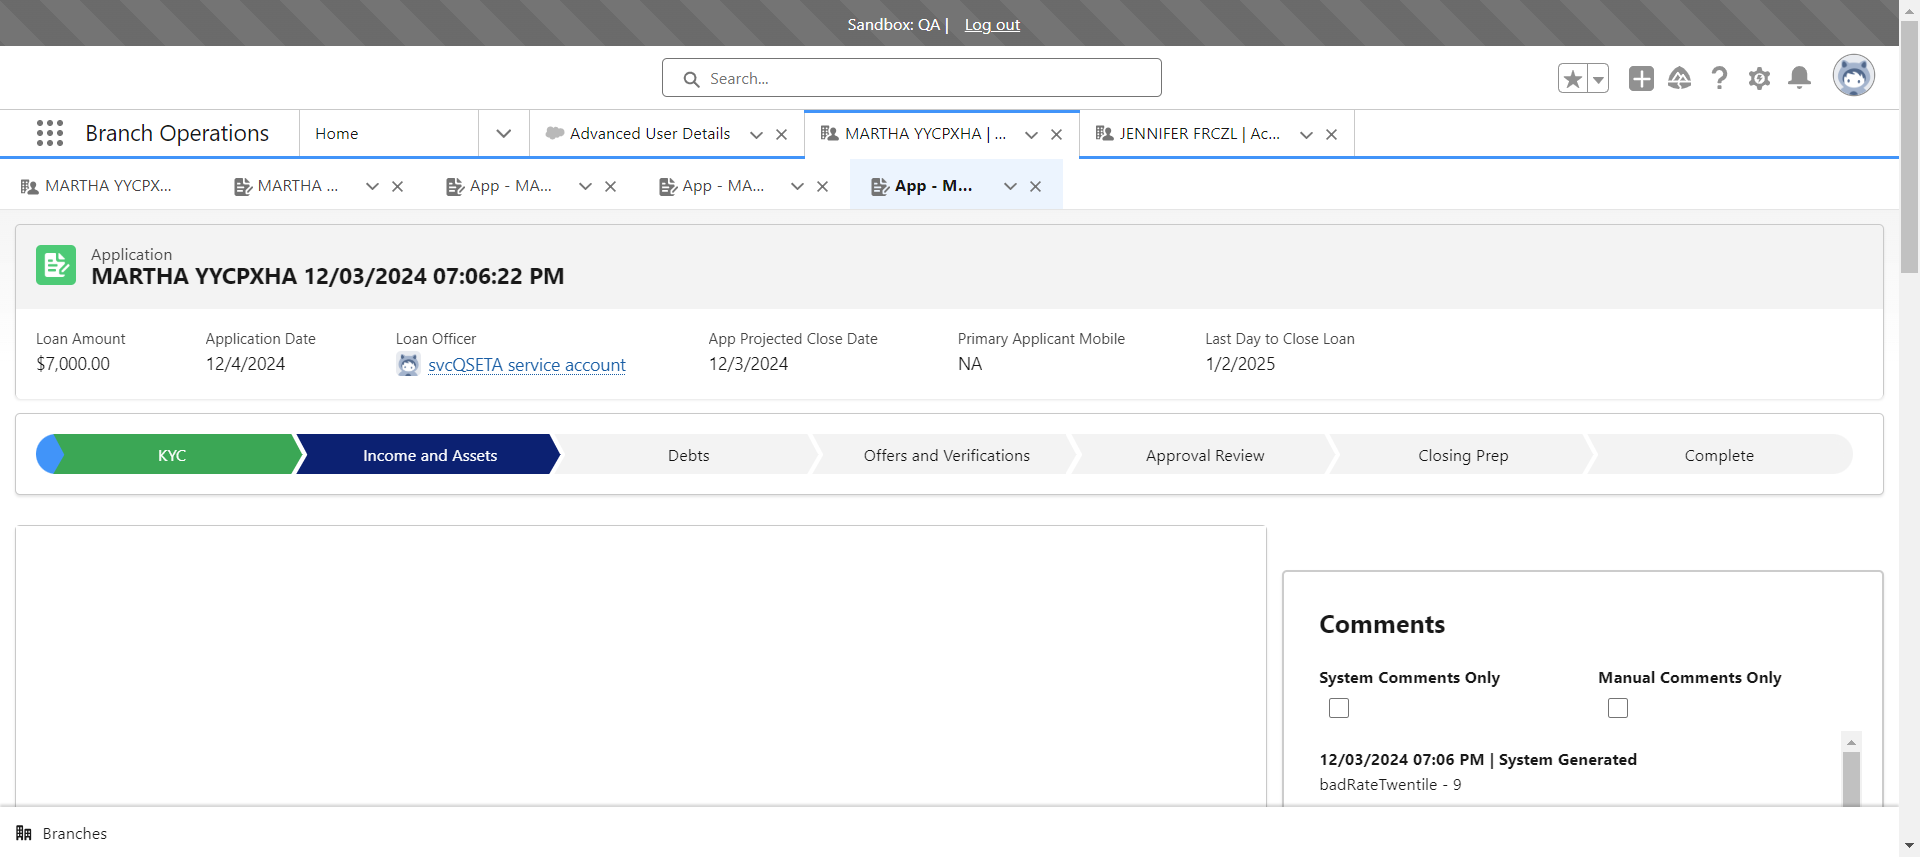 Sandbox: QA | Log out
Search...
Branch Operations Home Advanced User Details MARTHA YYCPXHA | ... JENNIFER FRCZL | Ac...
MARTHA YYCPX... MARTHA ... App - MA... App - MA... App - M...
Application
MARTHA YYCPXHA 12/03/2024 07:06:22 PM
Loan Amount Application Date Loan Officer App Projected Close Date Primary Applicant Mobile Last Day to Close Loan
$7,000.00 12/4/2024 svcQSETA service account 12/3/2024 NA 1/2/2025
KYC Income and Assets Debts Offers and Verifications Approval Review Closing Prep Complete
Comments
System Comments Only Manual Comments Only
12/03/2024 07:06 PM | System Generated
badRateTwentile - 9
Branches